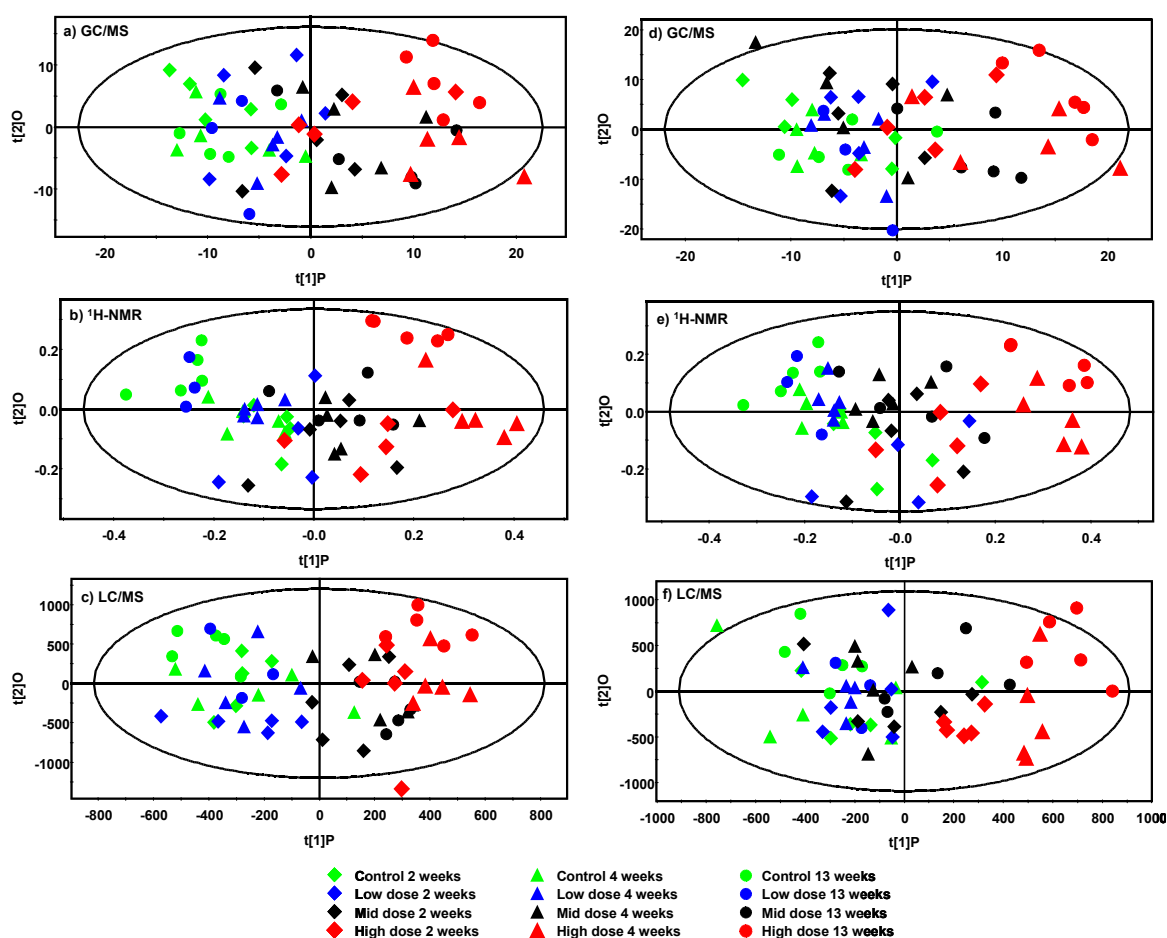 a) GC/MS
t[2]O
10
0
-10
-20
-10
0
10
20
t[1]P
d) GC/MS
t[2]O
20
10
0
-10
-20
-20
-10
0
10
20
t[1]P
b) ¹H-NMR
t[2]O
0.2
0.0
-0.2
-0.4
-0.2
-0.0
0.2
0.4
t[1]P
e) ¹H-NMR
t[2]O
0.2
0.0
-0.2
-0.4
-0.2
-0.0
0.2
0.4
t[1]P
c) LC/MS
t[2]O
1000
500
0
-500
-1000
-800
-600
-400
-200
0
200
400
600
800
t[1]P
f) LC/MS
t[2]O
1000
500
0
-500
-1000
-1000
-800
-600
-400
-200
0
200
400
600
800
1000
t[1]P
Control 2 weeks
Control 4 weeks
Control 13 weeks
Low dose 2 weeks
Low dose 4 weeks
Low dose 13 weeks
Mid dose 2 weeks
Mid dose 4 weeks
Mid dose 13 weeks
High dose 2 weeks
High dose 4 weeks
High dose 13 weeks